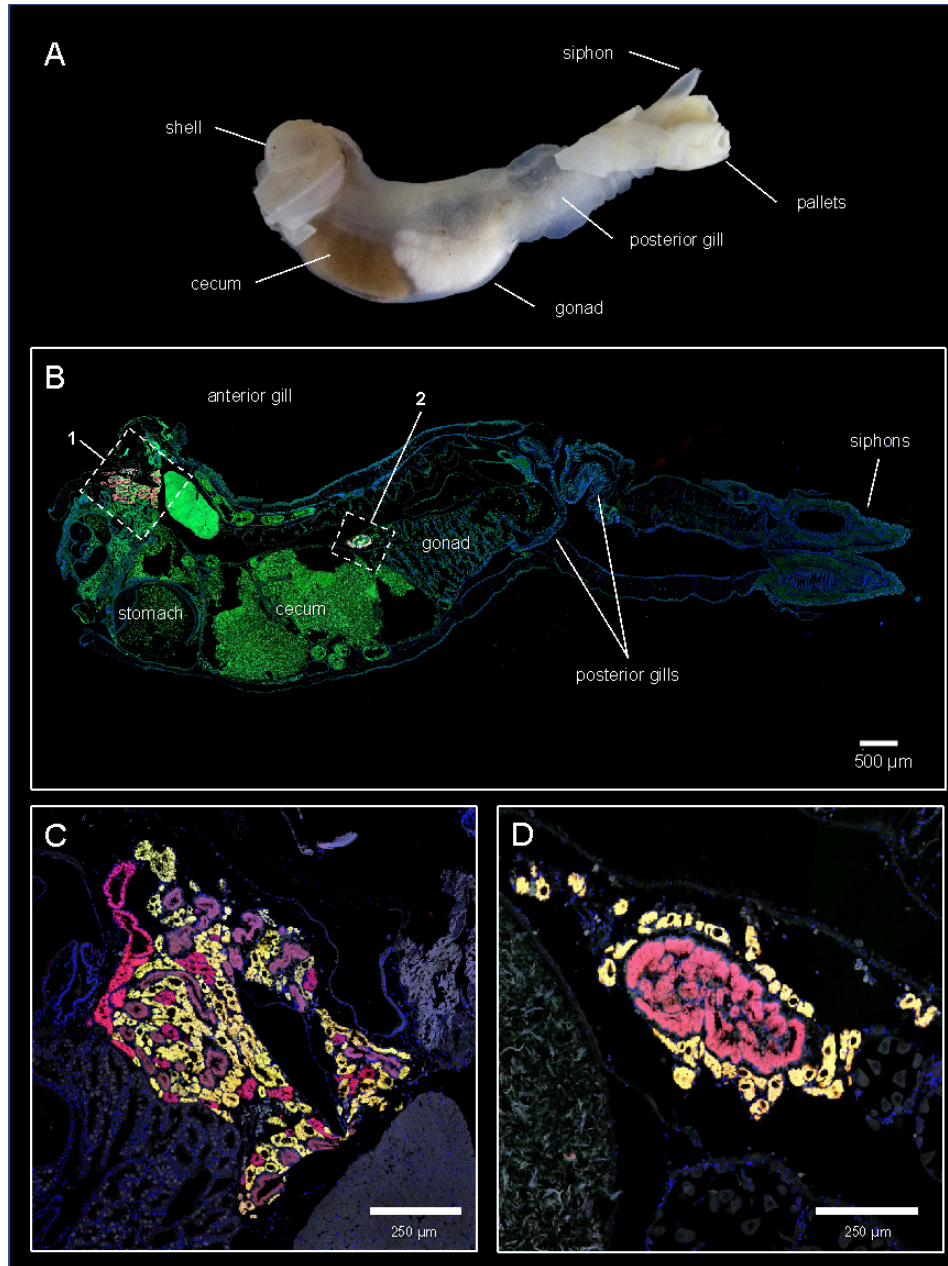 A
siphon
shell
pallets
posterior gill
cecum
gonad
B
anterior gill
1
2
siphons
gonad
stomach
cecum
posterior gills
500 µm
C
250 µm
D
250 µm